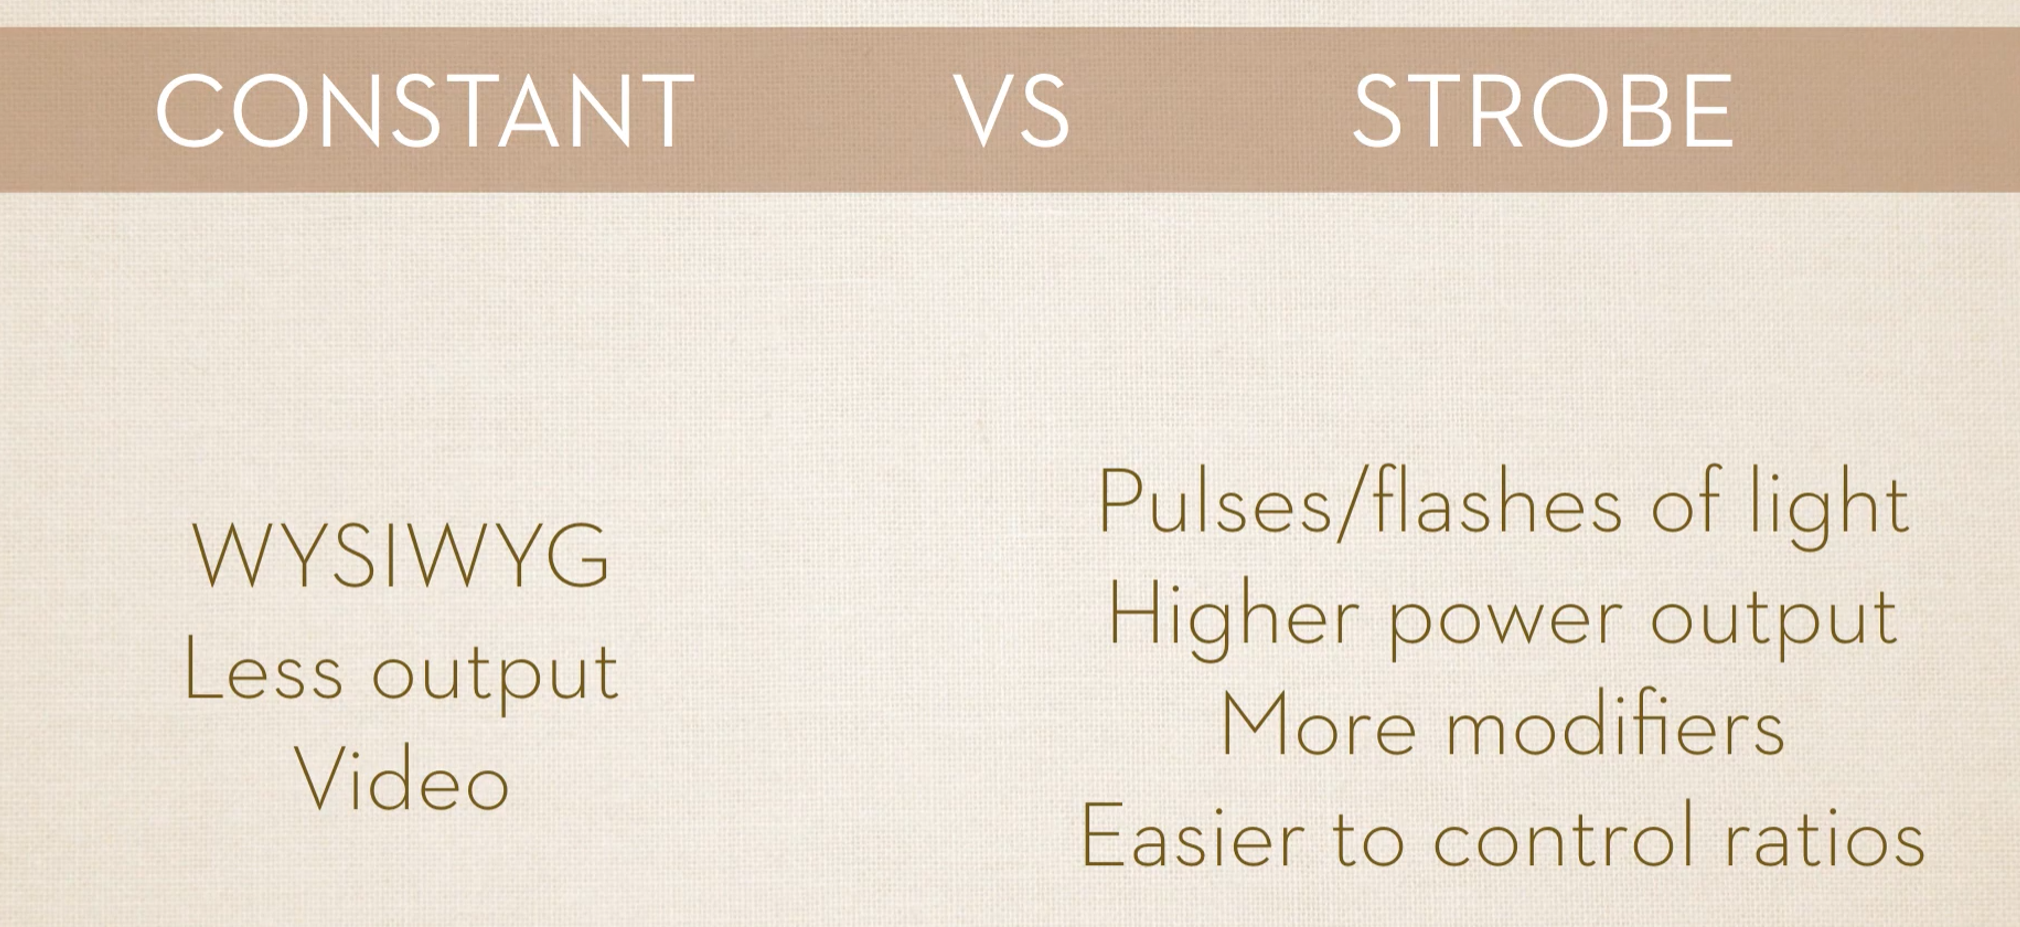 CONSTANT VS STROBE
WYSIWYG
Less output
Video
Pulses/flashes of light
Higher power output
More modifiers
Easier to control ratios